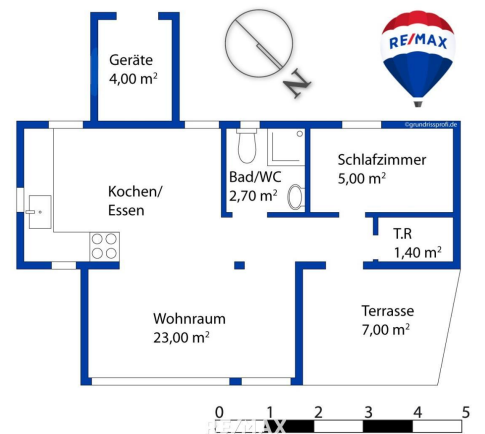 Geräte
4,00 m²
RE/MAX
N
©grundrissprofi.de
Kochen/
Essen
Bad/WC
2,70 m²
Schlafzimmer
5,00 m²
T.R
1,40 m²
Wohnraum
23,00 m²
Terrasse
7,00 m²
0 1 2 3 4 5
RE/MAX